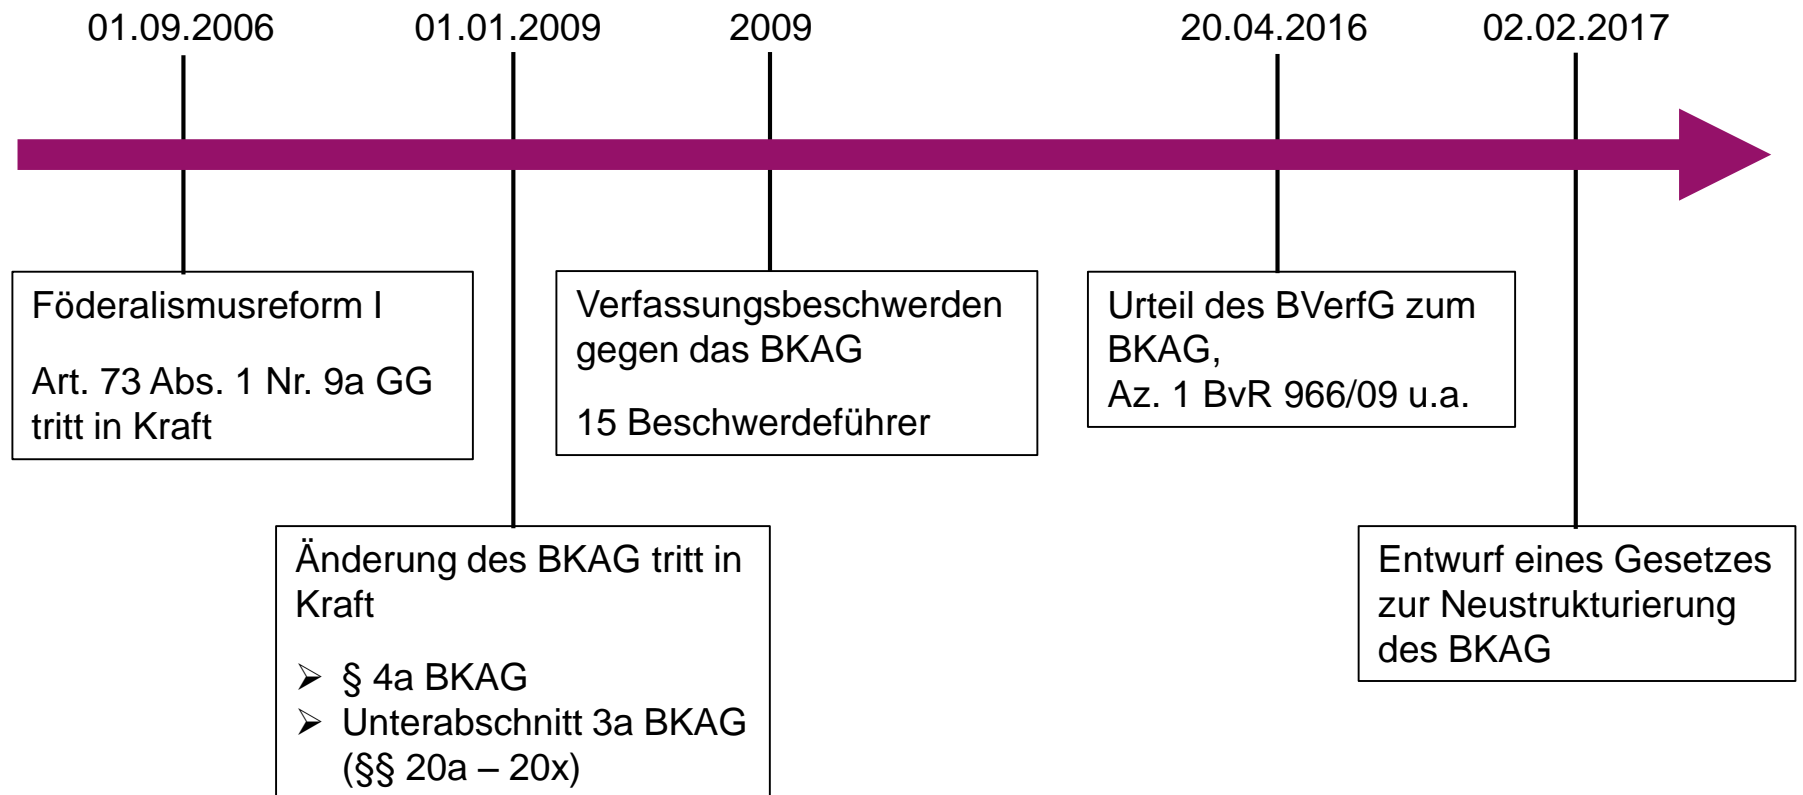 01.09.2006
01.01.2009
2009
20.04.2016
02.02.2017
Föderalismusreform I
Art. 73 Abs. 1 Nr. 9a GG
tritt in Kraft
Änderung des BKAG tritt in
Kraft
➢ § 4a BKAG
➢ Unterabschnitt 3a BKAG
(§§ 20a – 20x)
Verfassungsbeschwerden
gegen das BKAG
15 Beschwerdeführer
Urteil des BVerfG zum
BKAG,
Az. 1 BvR 966/09 u.a.
Entwurf eines Gesetzes
zur Neustrukturierung
des BKAG